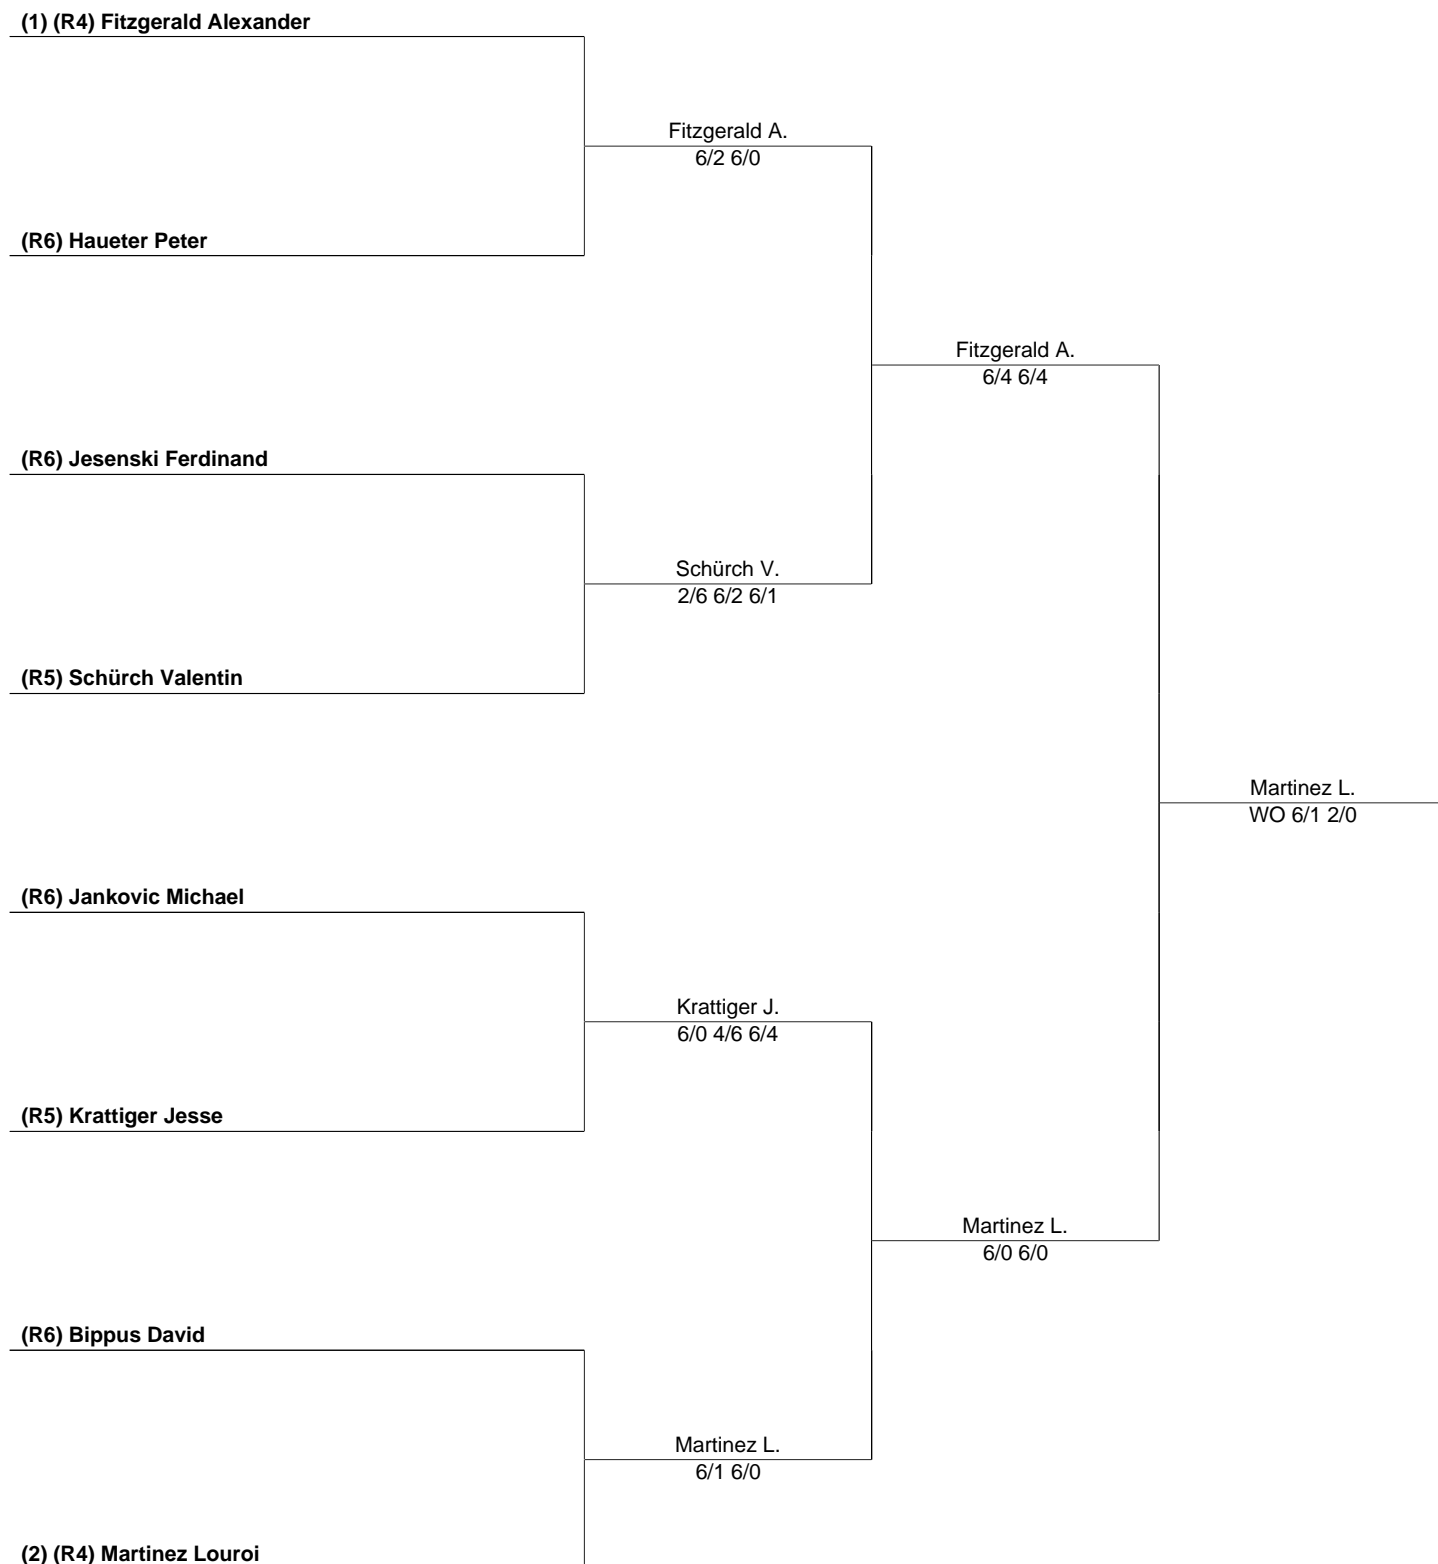 (1) (R4) Fitzgerald Alexander
Fitzgerald A.
6/2 6/0
(R6) Haueter Peter
Fitzgerald A.
6/4 6/4
(R6) Jesenski Ferdinand
Schürch V.
2/6 6/2 6/1
(R5) Schürch Valentin
Martinez L.
WO 6/1 2/0
(R6) Jankovic Michael
Krattiger J.
6/0 4/6 6/4
(R5) Krattiger Jesse
Martinez L.
6/0 6/0
(R6) Bippus David
Martinez L.
6/1 6/0
(2) (R4) Martinez Louroi